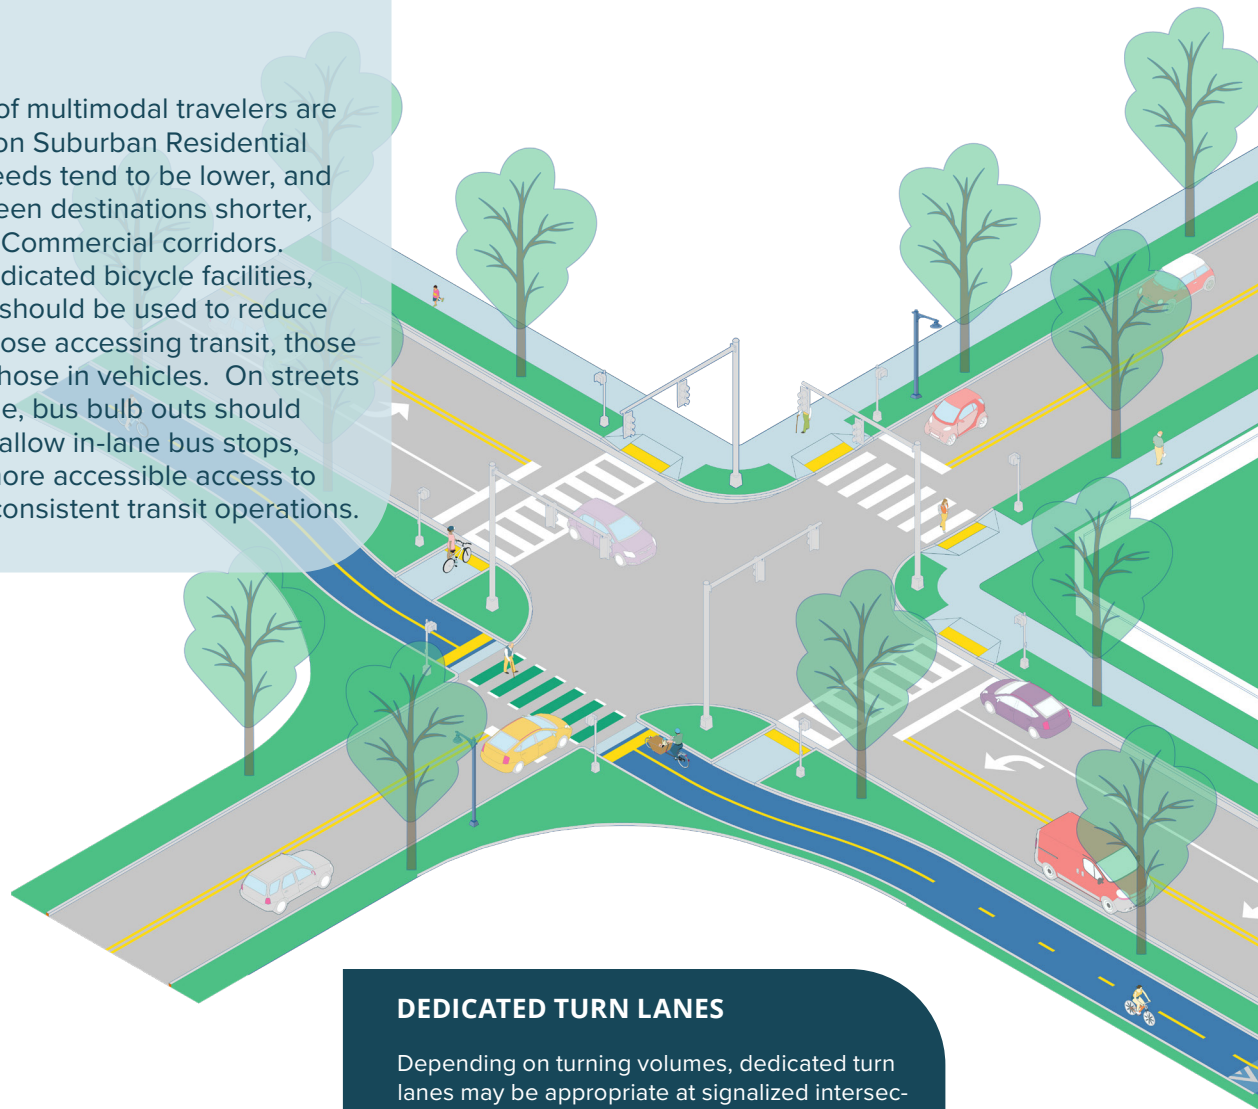 of multimodal travelers are
on Suburban Residential
eeds tend to be lower, and
een destinations shorter,
Commercial corridors.
dicated bicycle facilities,
should be used to reduce
ose accessing transit, those
hose in vehicles.  On streets
e, bus bulb outs should
allow in-lane bus stops,
ore accessible access to
consistent transit operations.
DEDICATED TURN LANES
Depending on turning volumes, dedicated turn
lanes may be appropriate at signalized intersec-